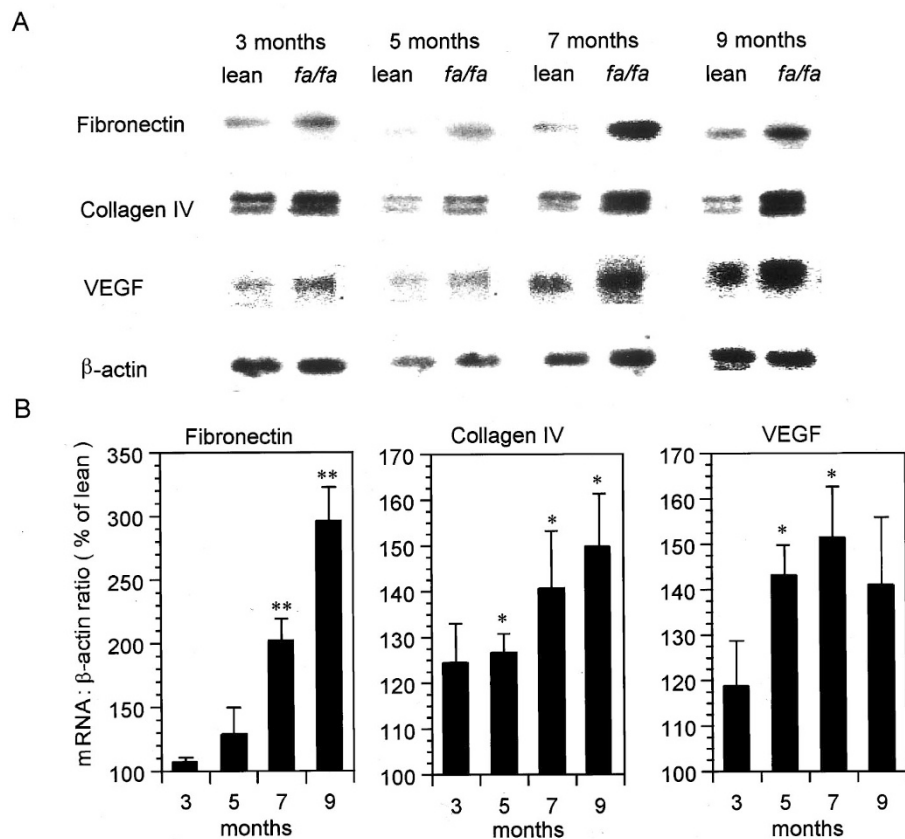 A
3 months 5 months 7 months 9 months
lean fa/fa lean fa/fa lean fa/fa lean fa/fa
Fibronectin
Collagen IV
VEGF
β-actin
B
Fibronectin
mRNA : β-actin ratio ( % of lean )
350
300
250
200
150
100
** **
3 5 7 9
months
Collagen IV
170
160
150
140
130
120
110
100
* * *
3 5 7 9
months
VEGF
170
160
150
140
130
120
110
100
* *
3 5 7 9
months